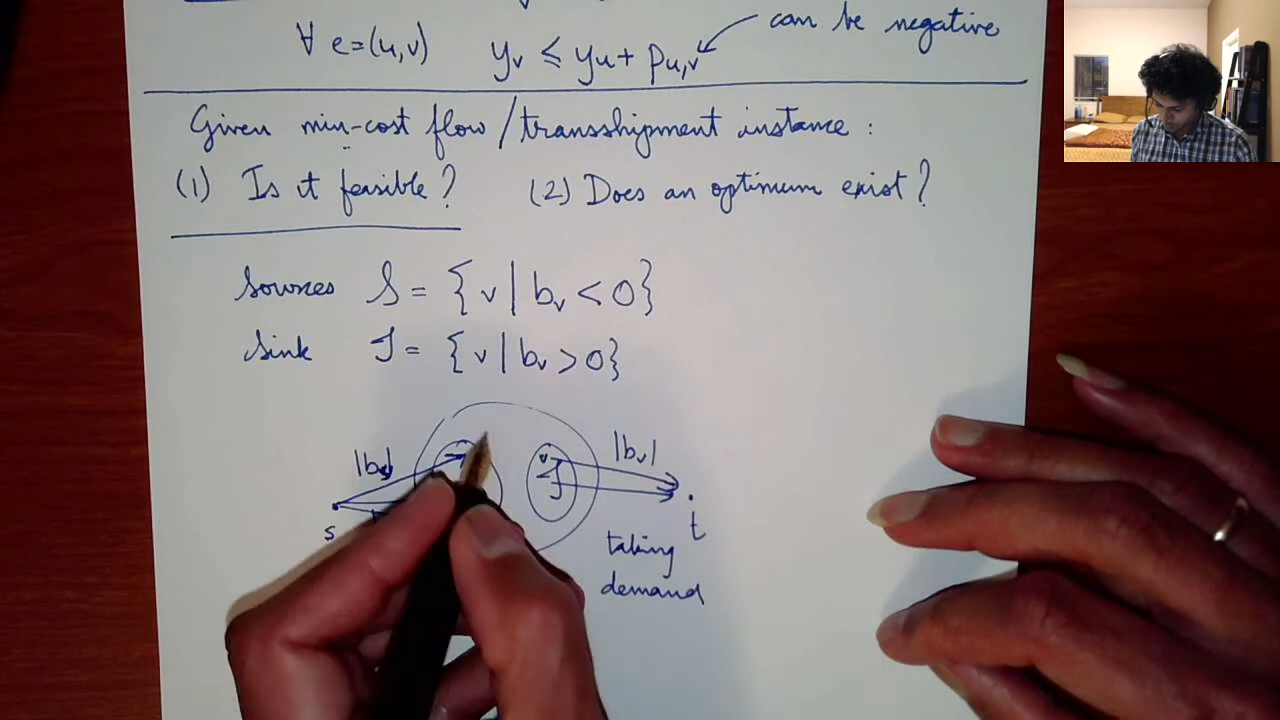 can be negative
∀ e=(u,v) y_v ≤ y_u + p_{u,v}
Given min-cost flow/transshipment instance :
(1) Is it feasible? (2) Does an optimum exist?
Sources S = {v | b_v < 0}
Sink T = {v | b_v > 0}
|b_v| |b_v|
v
T
s t
taking
demand